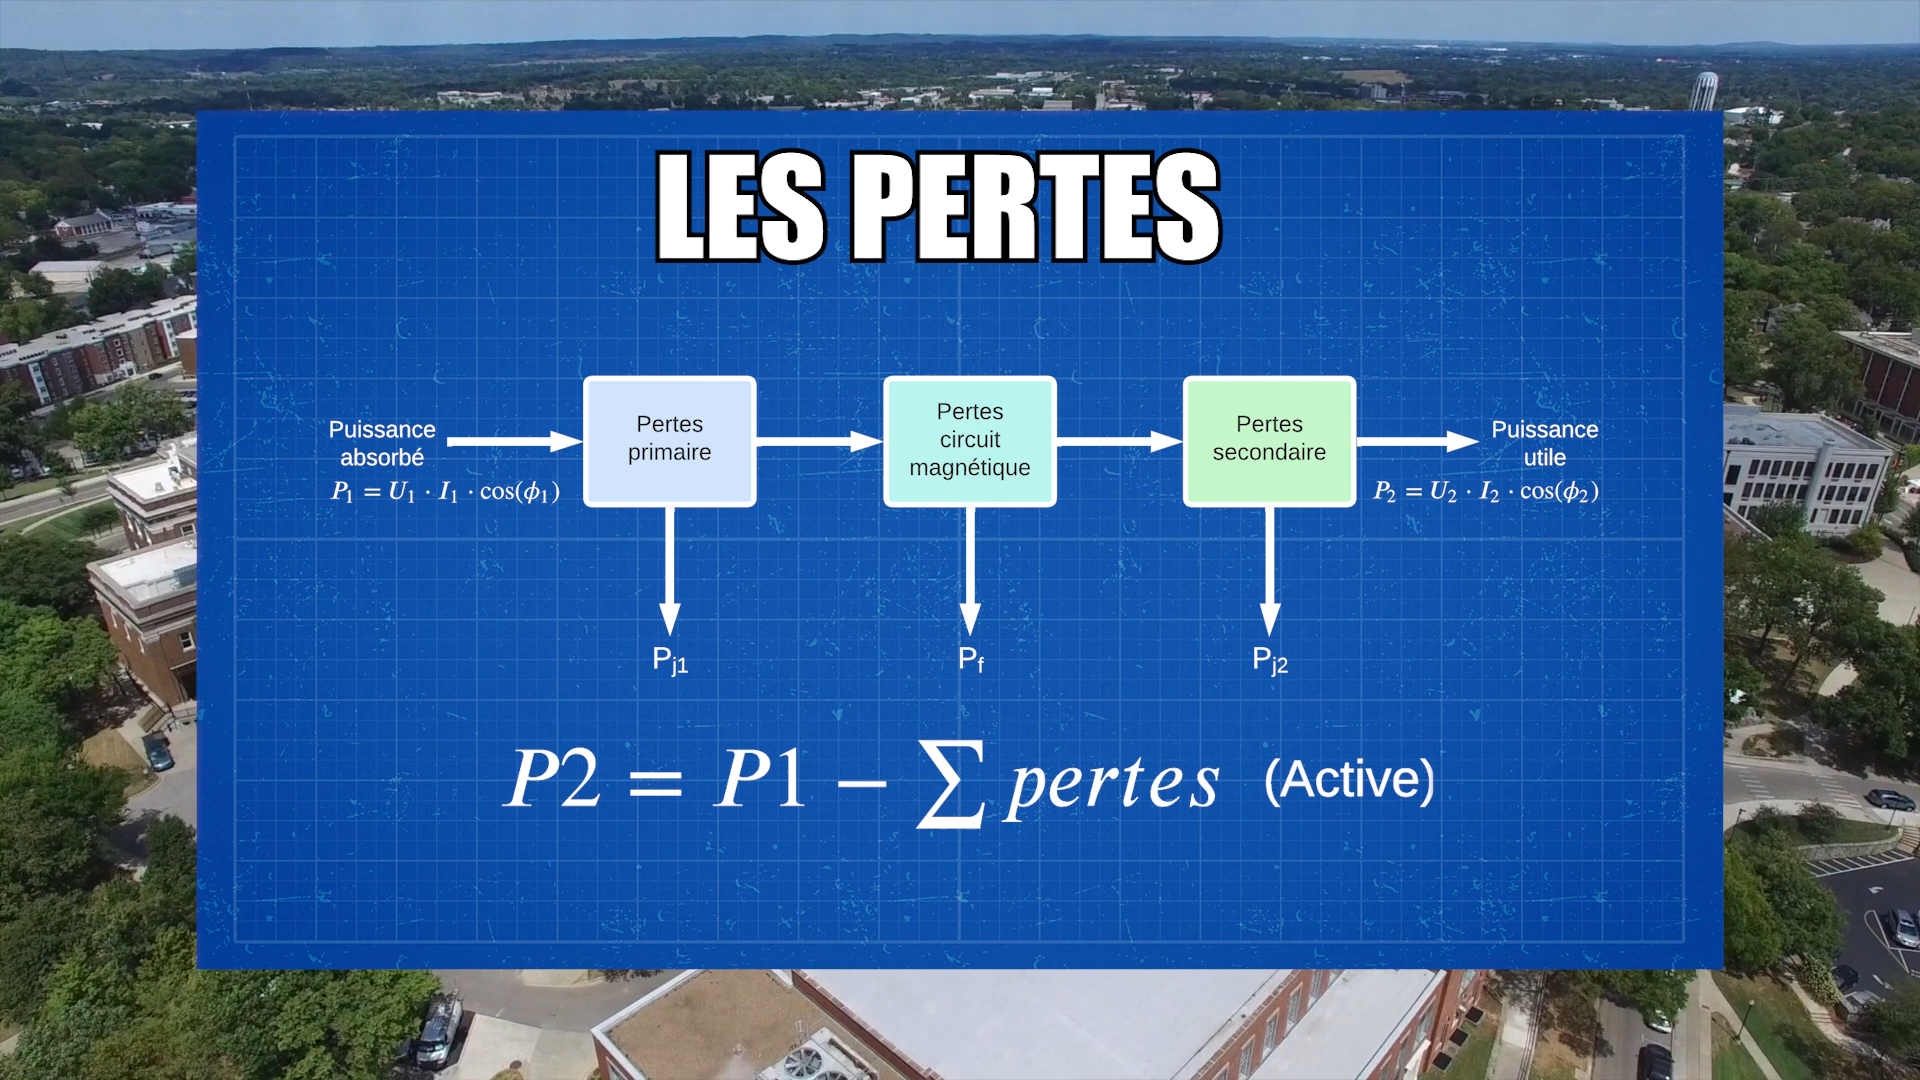 LES PERTES
Puissance
absorbé
P₁ = U₁ · I₁ · cos(ϕ₁)
Pertes
primaire
Pertes
circuit
magnétique
Pertes
secondaire
Puissance
utile
P₂ = U₂ · I₂ · cos(ϕ₂)
Pj1
Pf
Pj2
P2 = P1 − ∑ pertes (Active)